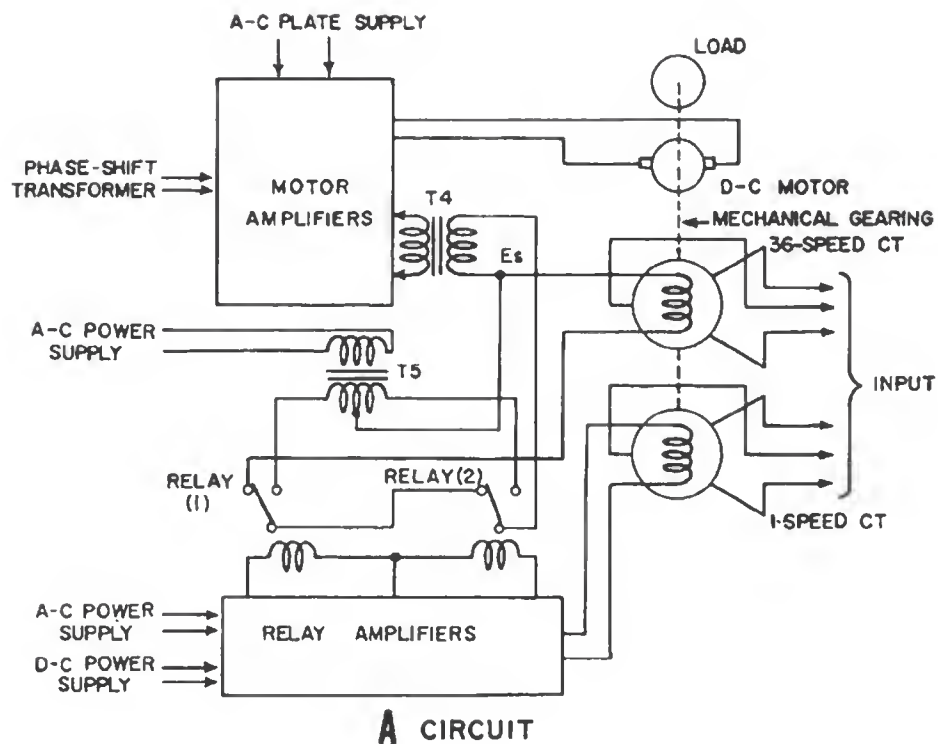 A-C PLATE SUPPLY
LOAD
PHASE-SHIFT
TRANSFORMER
MOTOR
AMPLIFIERS
T4
D-C MOTOR
MECHANICAL GEARING
36-SPEED CT
Es
A-C POWER
SUPPLY
T5
INPUT
RELAY
(1)
RELAY(2)
1-SPEED CT
A-C POWER
SUPPLY
RELAY AMPLIFIERS
D-C POWER
SUPPLY
A CIRCUIT